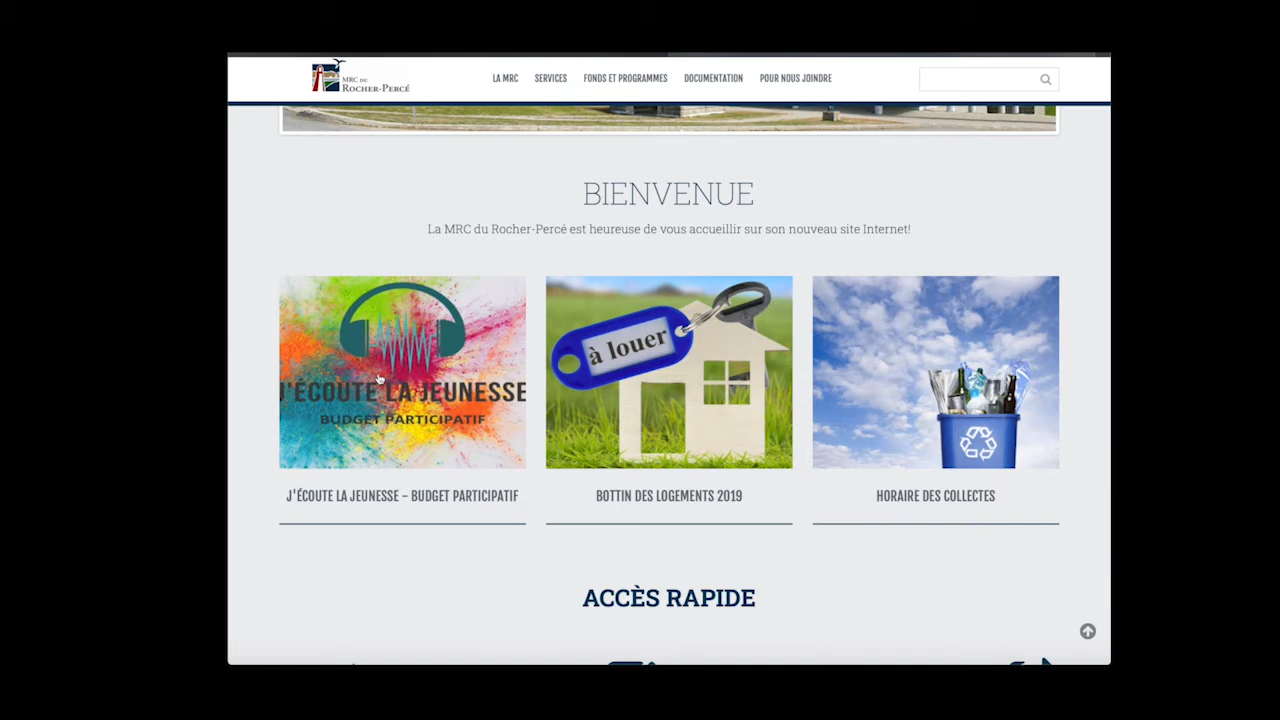 MRC DU
ROCHER-PERCÉ
LA MRC
SERVICES
FONDS ET PROGRAMMES
DOCUMENTATION
POUR NOUS JOINDRE
BIENVENUE
La MRC du Rocher-Percé est heureuse de vous accueillir sur son nouveau site Internet!
J'ÉCOUTE LA JEUNESSE
BUDGET PARTICIPATIF
à louer
J'ÉCOUTE LA JEUNESSE – BUDGET PARTICIPATIF
BOTTIN DES LOGEMENTS 2019
HORAIRE DES COLLECTES
ACCÈS RAPIDE